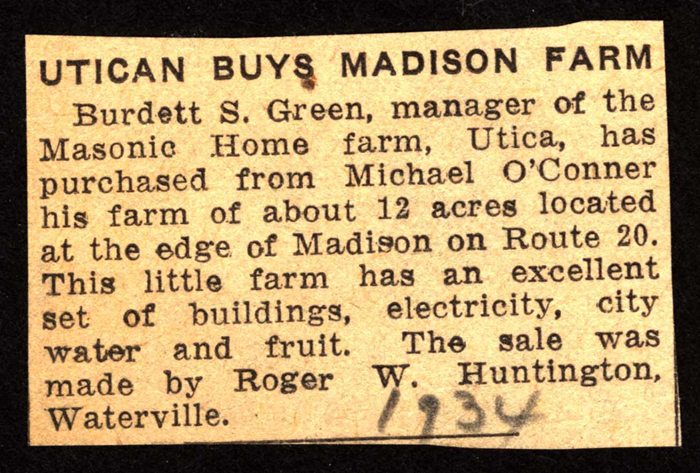 UTICAN BUYS MADISON FARM
Burdett S. Green, manager of the
Masonic Home farm, Utica, has
purchased from Michael O'Conner
his farm of about 12 acres located
at the edge of Madison on Route 20.
This little farm has an excellent
set of buildings, electricity, city
water and fruit. The sale was
made by Roger W. Huntington,
Waterville.
1934